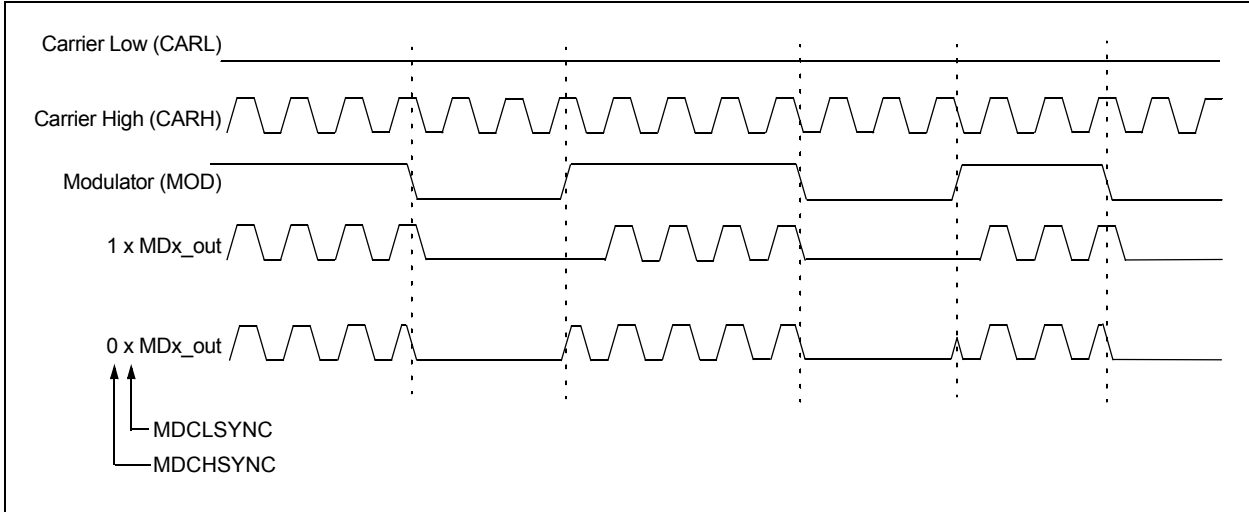 Carrier Low (CARL)
Carrier High (CARH)
Modulator (MOD)
1 x MDx_out
0 x MDx_out
MDCLSYNC
MDCHSYNC